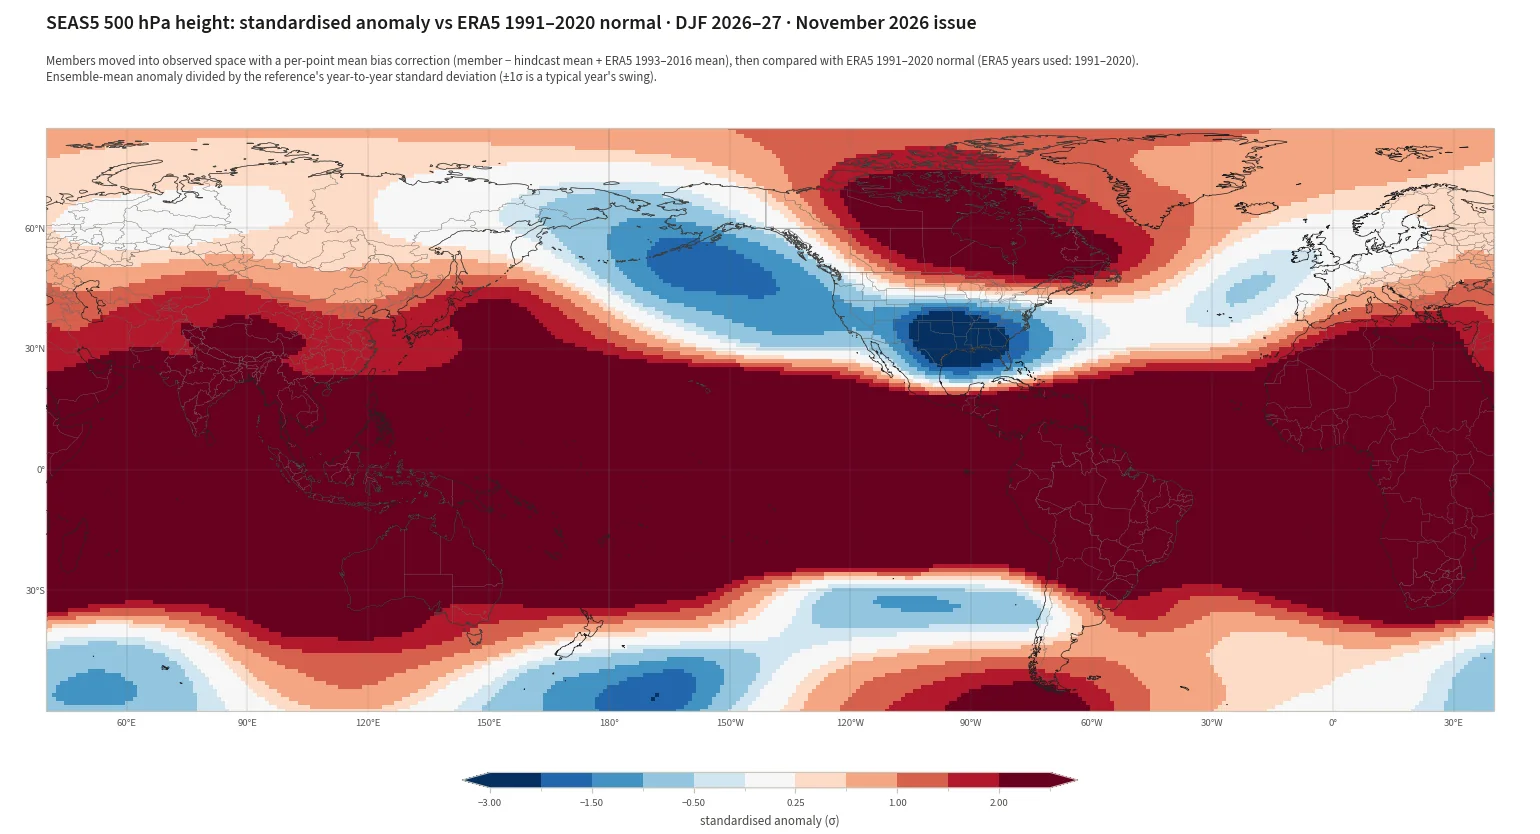 SEAS5 500 hPa height: standardised anomaly vs ERA5 1991–2020 normal · DJF 2026–27 · November 2026 issue
Members moved into observed space with a per-point mean bias correction (member − hindcast mean + ERA5 1993–2016 mean), then compared with ERA5 1991–2020 normal (ERA5 years used: 1991–2020).
Ensemble-mean anomaly divided by the reference's year-to-year standard deviation (±1σ is a typical year's swing).
60°N
30°N
0°
30°S
60°E 90°E 120°E 150°E 180° 150°W 120°W 90°W 60°W 30°W 0° 30°E
−3.00 −1.50 −0.50 0.25 1.00 2.00
standardised anomaly (σ)